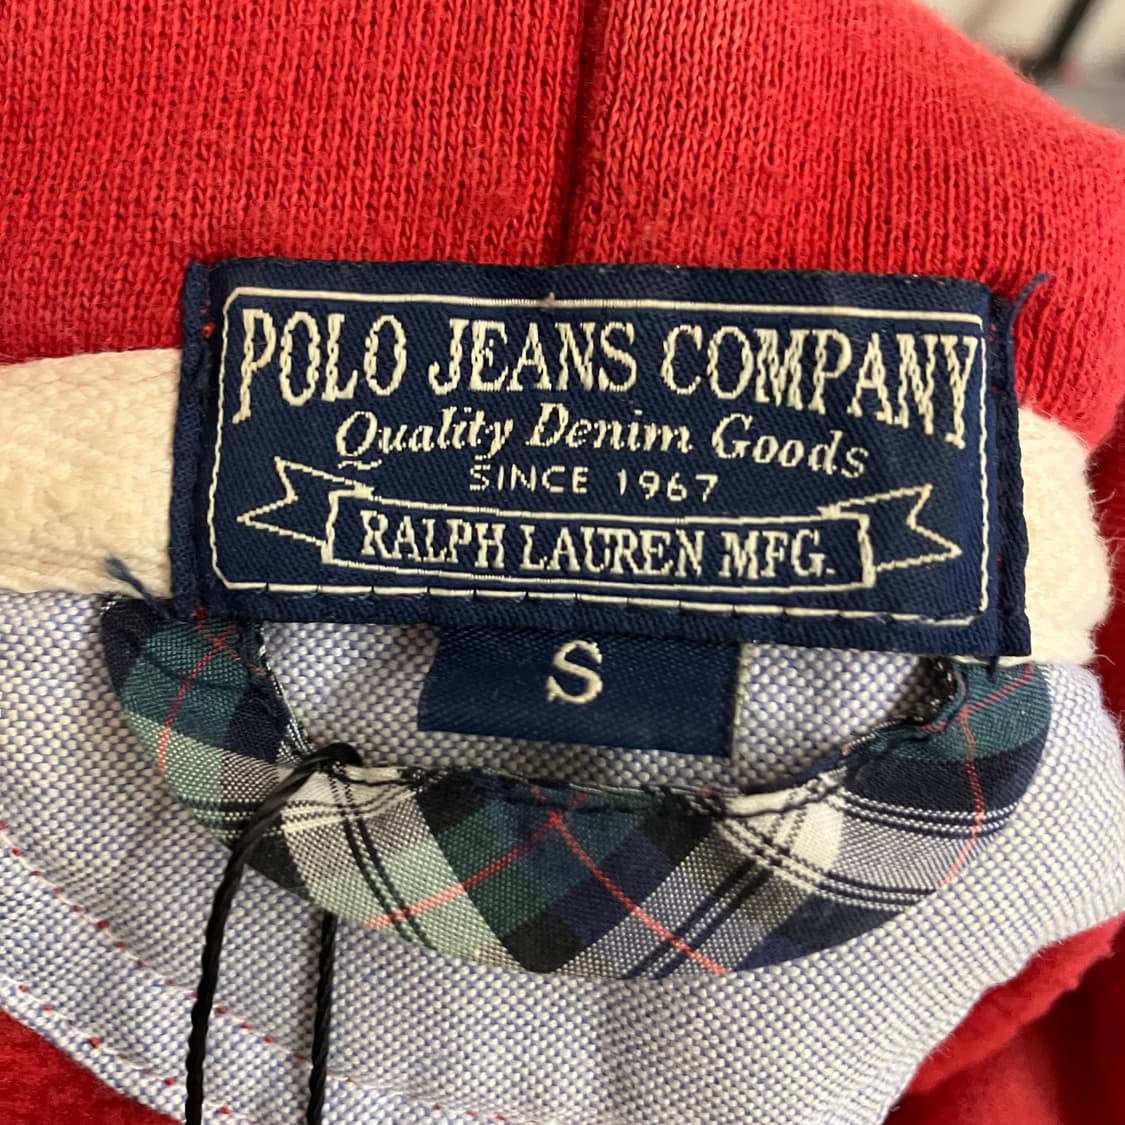 POLO JEANS COMPANY
Quality Denim Goods
SINCE 1967
RALPH LAUREN MFG.
S